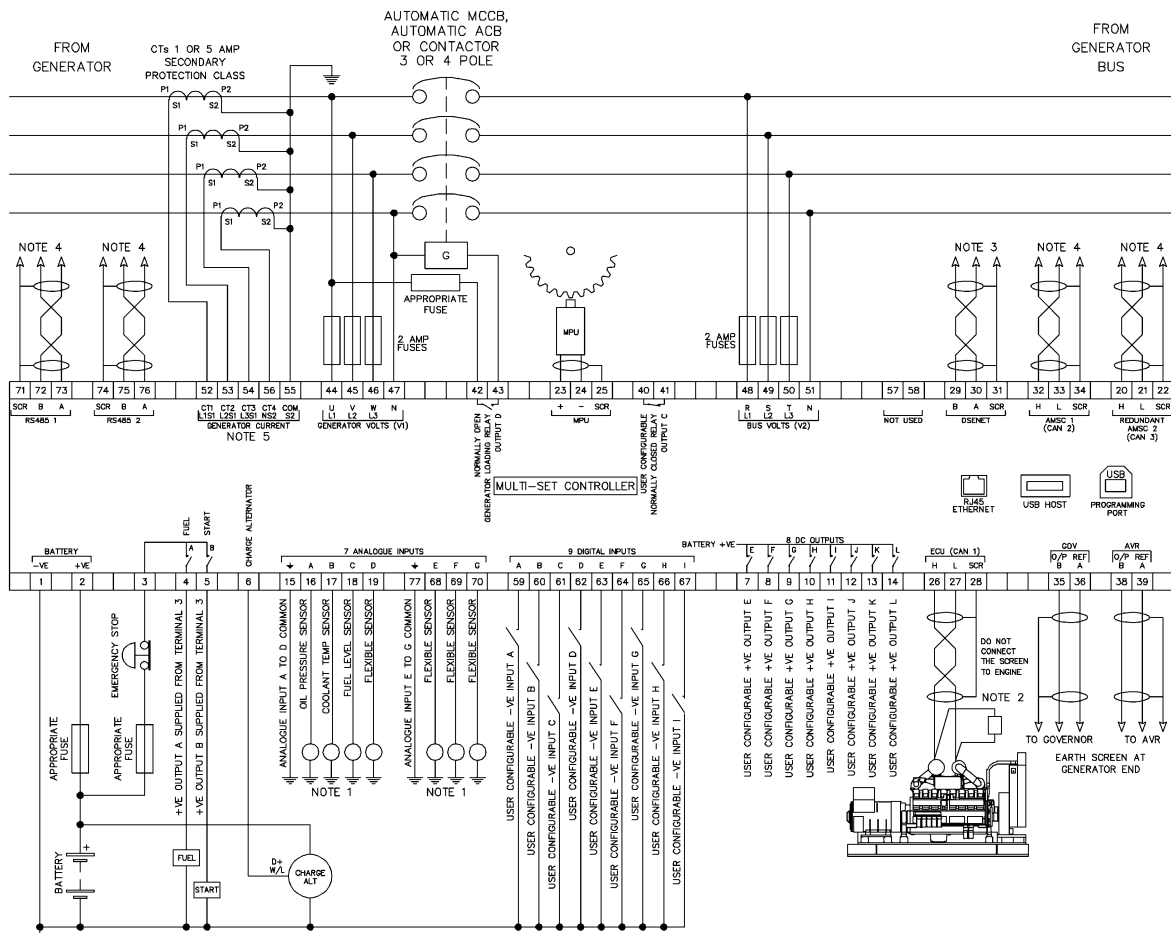 FROM
GENERATOR
CTs 1 OR 5 AMP
SECONDARY
PROTECTION CLASS
AUTOMATIC MCCB,
AUTOMATIC ACB
OR CONTACTOR
3 OR 4 POLE
FROM
GENERATOR
BUS
P1 P2
S1 S2
P1 P2
S1 S2
P1 P2
S1 S2
P1 P2
S1 S2
NOTE 4
NOTE 4
G
APPROPRIATE
FUSE
2 AMP
FUSES
MPU
2 AMP
FUSES
NOTE 3
NOTE 4
NOTE 4
71 72 73 74 75 76 52 53 54 56 55 44 45 46 47 42 43 23 24 25 40 41 48 49 50 51 57 58 29 30 31 32 33 34 20 21 22
SCR B A
RS485 1
SCR B A
RS485 2
CT1 CT2 CT3 CT4 COM
L1S1 L2S1 L3S1 NS2 S2
GENERATOR CURRENT
NOTE 5
U V W N
L1 L2 L3
GENERATOR VOLTS (V1)
NORMALLY OPEN
GENERATOR LOADING RELAY
OUTPUT D
+ − SCR
MPU
USER CONFIGURABLE
NORMALLY CLOSED RELAY
OUTPUT C
R S T N
L1 L2 L3
BUS VOLTS (V2)
NOT USED
B A SCR
DSENET
H L SCR
AMSC 1
(CAN 2)
H L SCR
REDUNDANT
AMSC 2
(CAN 3)
MULTI-SET CONTROLLER
RJ45
ETHERNET
USB HOST
USB
PROGRAMMING
PORT
BATTERY
−VE +VE
FUEL
A
START
B
CHARGE ALTERNATOR
7 ANALOGUE INPUTS
A B C D E F G
9 DIGITAL INPUTS
A B C D E F G H I
BATTERY +VE
8 DC OUTPUTS
E F G H I J K L
ECU (CAN 1)
H L SCR
GOV
O/P REF
B A
AVR
O/P REF
B A
1 2 3 4 5 6 15 16 17 18 19 77 68 69 70 59 60 61 62 63 64 65 66 67 7 8 9 10 11 12 13 14 26 27 28 35 36 38 39
EMERGENCY STOP
APPROPRIATE
FUSE
APPROPRIATE
FUSE
+VE OUTPUT A SUPPLIED FROM TERMINAL 3
+VE OUTPUT B SUPPLIED FROM TERMINAL 3
ANALOGUE INPUT A TO D COMMON
OIL PRESSURE SENSOR
COOLANT TEMP SENSOR
FUEL LEVEL SENSOR
FLEXIBLE SENSOR
NOTE 1
ANALOGUE INPUT E TO G COMMON
FLEXIBLE SENSOR
FLEXIBLE SENSOR
FLEXIBLE SENSOR
NOTE 1
USER CONFIGURABLE −VE INPUT A
USER CONFIGURABLE −VE INPUT B
USER CONFIGURABLE −VE INPUT C
USER CONFIGURABLE −VE INPUT D
USER CONFIGURABLE −VE INPUT E
USER CONFIGURABLE −VE INPUT F
USER CONFIGURABLE −VE INPUT G
USER CONFIGURABLE −VE INPUT H
USER CONFIGURABLE −VE INPUT I
USER CONFIGURABLE +VE OUTPUT E
USER CONFIGURABLE +VE OUTPUT F
USER CONFIGURABLE +VE OUTPUT G
USER CONFIGURABLE +VE OUTPUT H
USER CONFIGURABLE +VE OUTPUT I
USER CONFIGURABLE +VE OUTPUT J
USER CONFIGURABLE +VE OUTPUT K
USER CONFIGURABLE +VE OUTPUT L
DO NOT
CONNECT
THE SCREEN
TO ENGINE
NOTE 2
TO GOVERNOR
TO AVR
EARTH SCREEN AT
GENERATOR END
BATTERY
+
FUEL
START
D+
W/L
CHARGE
ALT